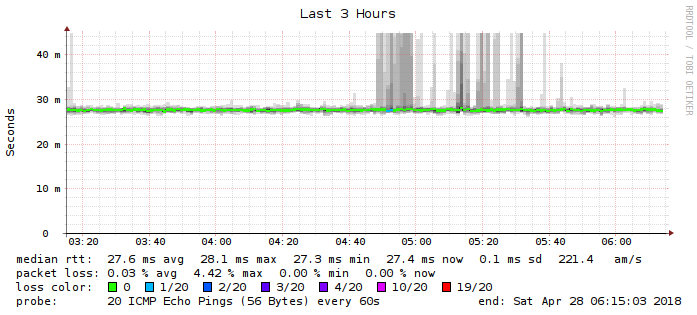 Last 3 Hours
RRDTOOL / TOBI OETIKER
Seconds
40 m
30 m
20 m
10 m
0
03:20 03:40 04:00 04:20 04:40 05:00 05:20 05:40 06:00
median rtt: 27.6 ms avg 28.1 ms max 27.3 ms min 27.4 ms now 0.1 ms sd 221.4 am/s
packet loss: 0.03 % avg 4.42 % max 0.00 % min 0.00 % now
loss color: 0 1/20 2/20 3/20 4/20 10/20 19/20
probe: 20 ICMP Echo Pings (56 Bytes) every 60s end: Sat Apr 28 06:15:03 2018